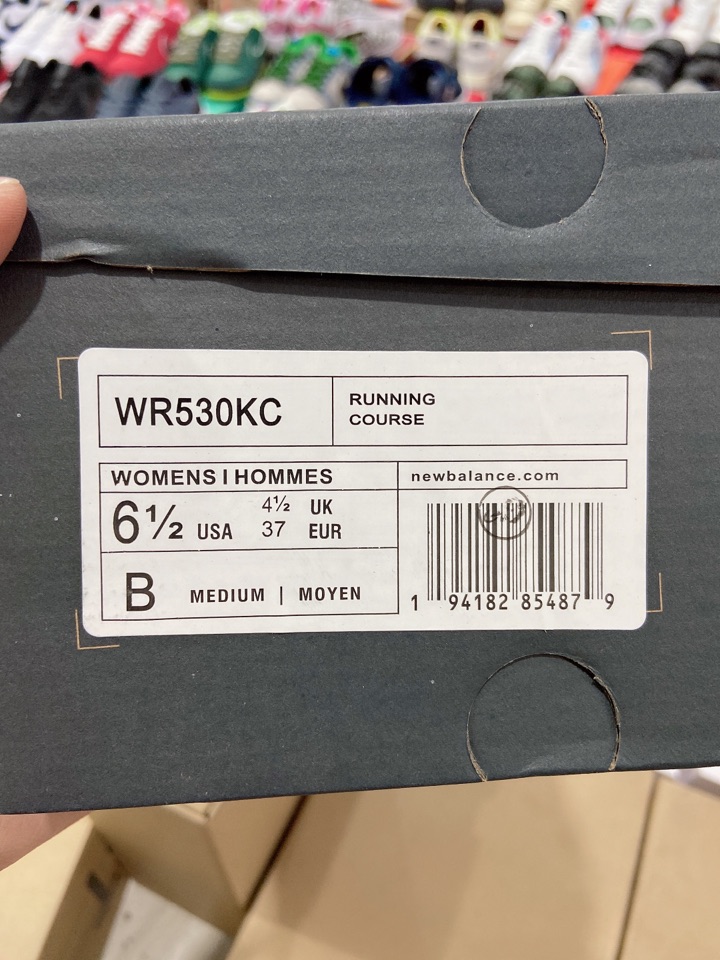 WR530KC
RUNNING
COURSE
WOMENS I HOMMES
newbalance.com
6½ USA 4½ UK
37 EUR
B MEDIUM | MOYEN
1 94182 85487 9